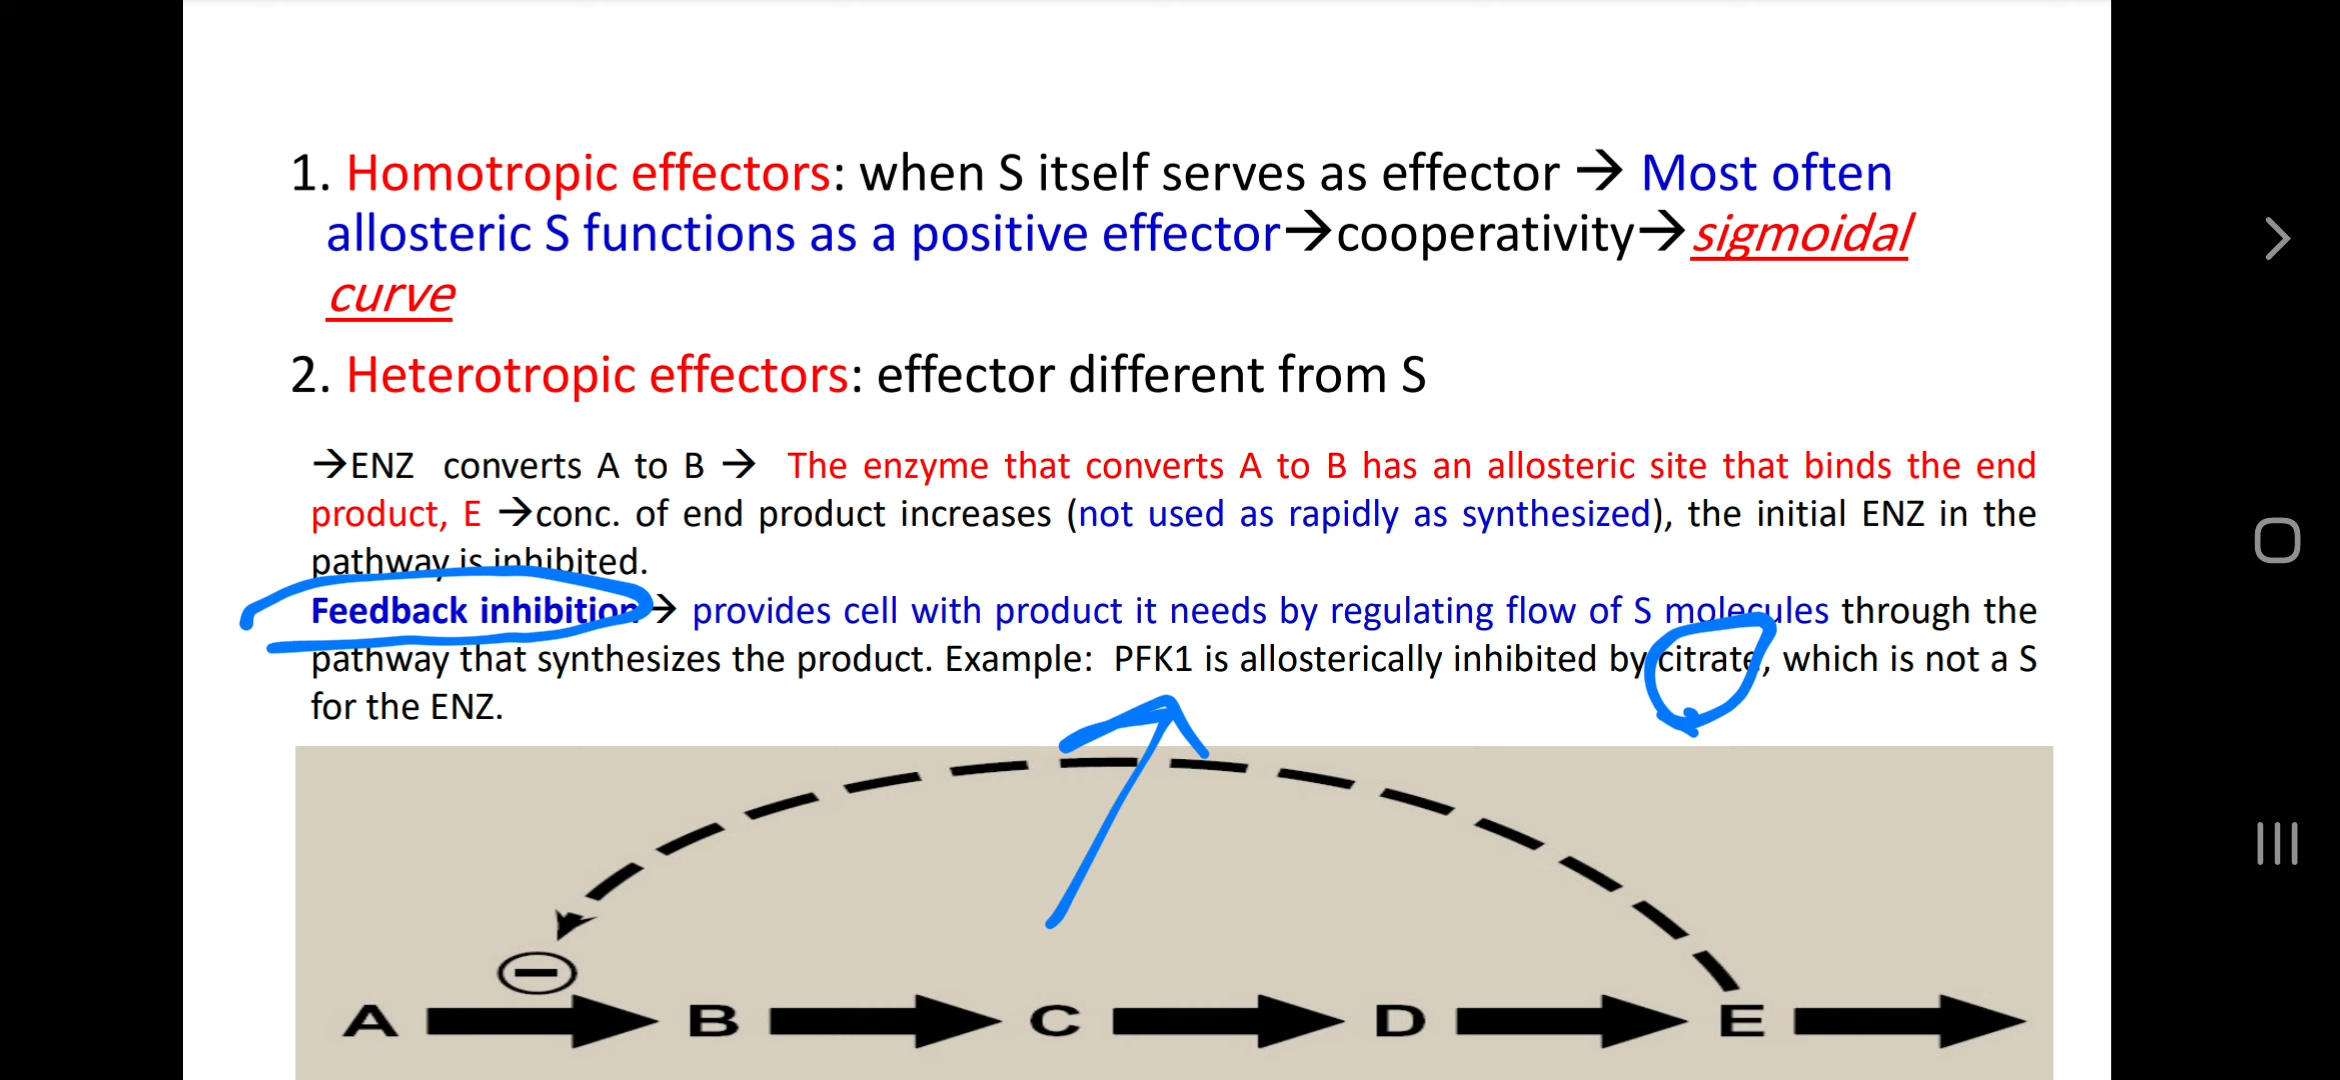 1. Homotropic effectors: when S itself serves as effector → Most often
allosteric S functions as a positive effector→cooperativity→sigmoidal
curve
2. Heterotropic effectors: effector different from S
→ENZ converts A to B → The enzyme that converts A to B has an allosteric site that binds the end
product, E →conc. of end product increases (not used as rapidly as synthesized), the initial ENZ in the
pathway is inhibited.
Feedback inhibition→ provides cell with product it needs by regulating flow of S molecules through the
pathway that synthesizes the product. Example: PFK1 is allosterically inhibited by citrate, which is not a S
for the ENZ.
A B C D E